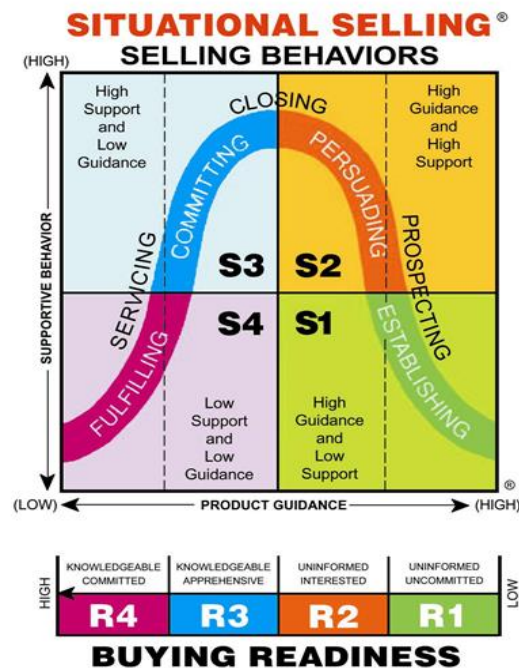 SITUATIONAL SELLING®
SELLING BEHAVIORS
(HIGH)
High
Support
and
Low
Guidance
CLOSING
High
Guidance
and
High
Support
COMMITTING
PERSUADING
SERVICING
PROSPECTING
SUPPORTIVE BEHAVIOR
S3
S2
S4
S1
FULFILLING
ESTABLISHING
Low
Support
and
Low
Guidance
High
Guidance
and
Low
Support
®
(LOW)
PRODUCT GUIDANCE
(HIGH)
HIGH
KNOWLEDGEABLE
COMMITTED
KNOWLEDGEABLE
APPREHENSIVE
UNINFORMED
INTERESTED
UNINFORMED
UNCOMMITTED
LOW
R4
R3
R2
R1
BUYING READINESS